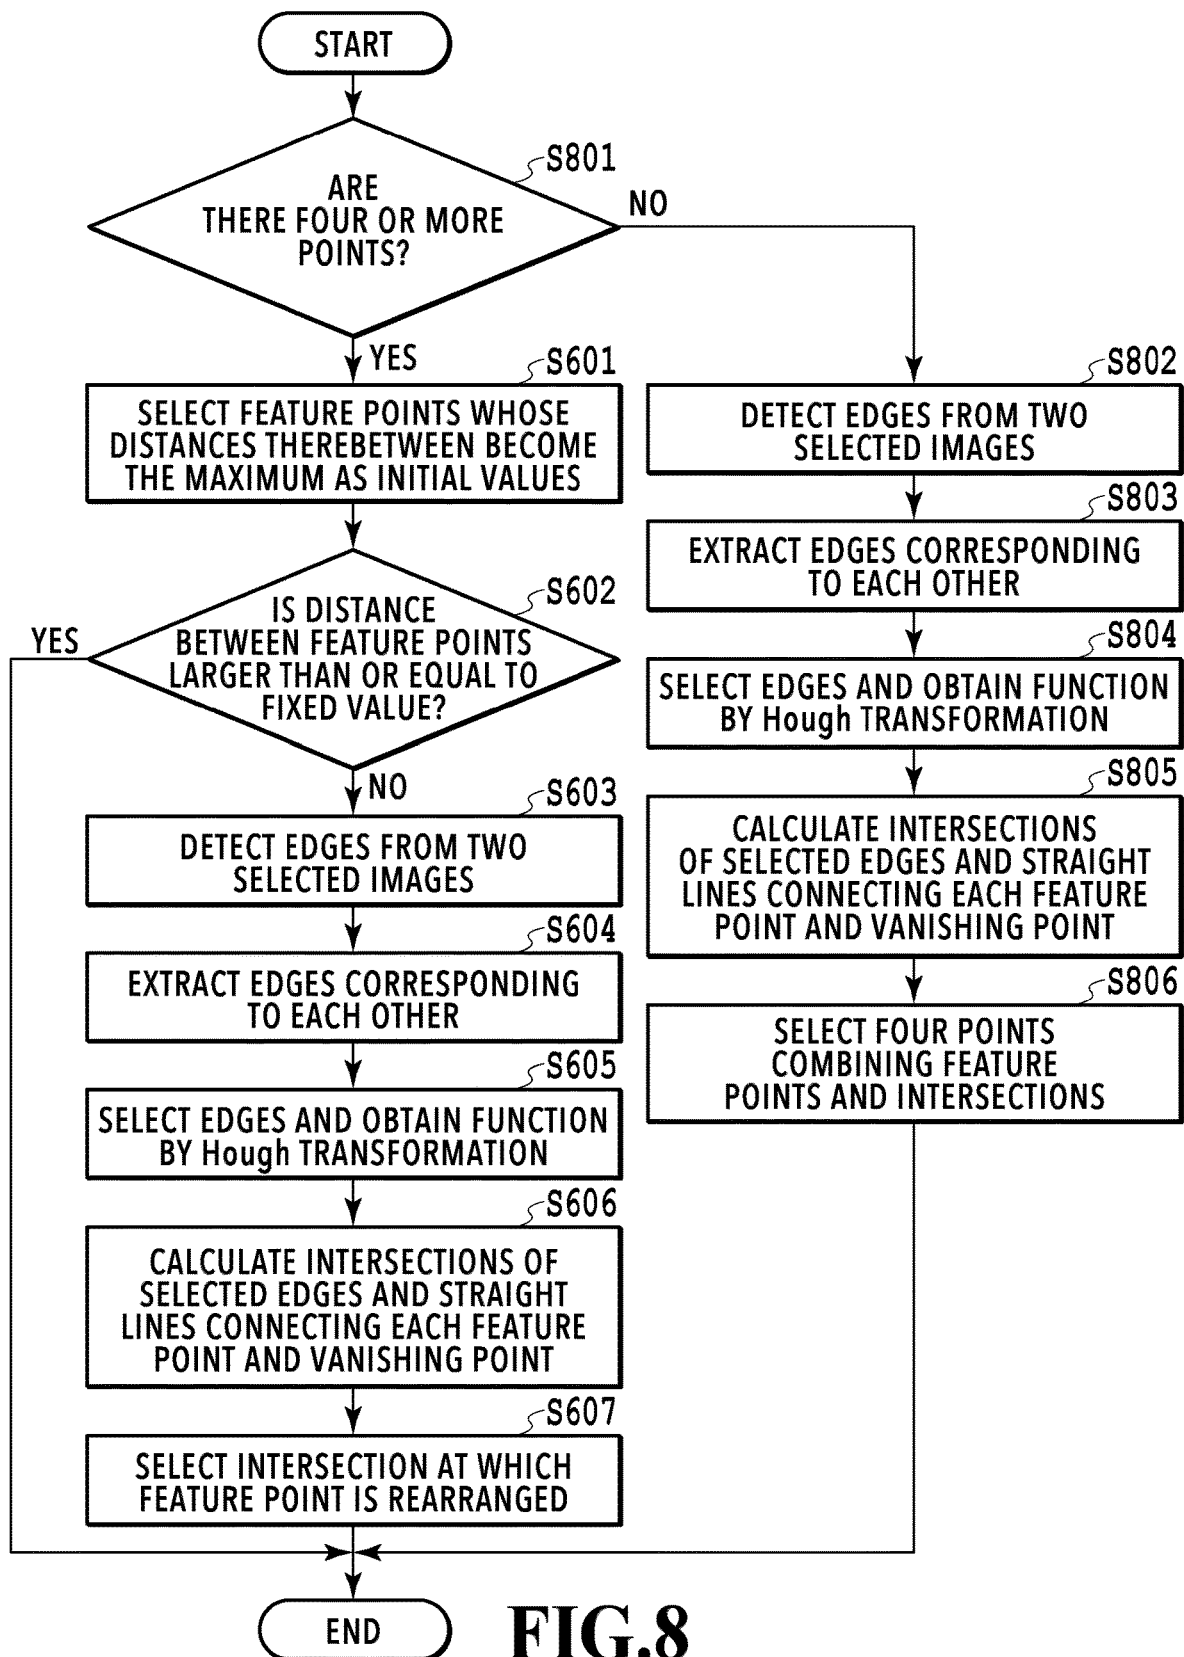 START
S801
ARE
THERE FOUR OR MORE
POINTS?
NO
YES
S601
SELECT FEATURE POINTS WHOSE
DISTANCES THEREBETWEEN BECOME
THE MAXIMUM AS INITIAL VALUES
S602
IS DISTANCE
BETWEEN FEATURE POINTS
LARGER THAN OR EQUAL TO
FIXED VALUE?
YES
NO
S603
DETECT EDGES FROM TWO
SELECTED IMAGES
S604
EXTRACT EDGES CORRESPONDING
TO EACH OTHER
S605
SELECT EDGES AND OBTAIN FUNCTION
BY Hough TRANSFORMATION
S606
CALCULATE INTERSECTIONS OF
SELECTED EDGES AND STRAIGHT
LINES CONNECTING EACH FEATURE
POINT AND VANISHING POINT
S607
SELECT INTERSECTION AT WHICH
FEATURE POINT IS REARRANGED
S802
DETECT EDGES FROM TWO
SELECTED IMAGES
S803
EXTRACT EDGES CORRESPONDING
TO EACH OTHER
S804
SELECT EDGES AND OBTAIN FUNCTION
BY Hough TRANSFORMATION
S805
CALCULATE INTERSECTIONS
OF SELECTED EDGES AND STRAIGHT
LINES CONNECTING EACH FEATURE
POINT AND VANISHING POINT
S806
SELECT FOUR POINTS
COMBINING FEATURE
POINTS AND INTERSECTIONS
END
FIG.8